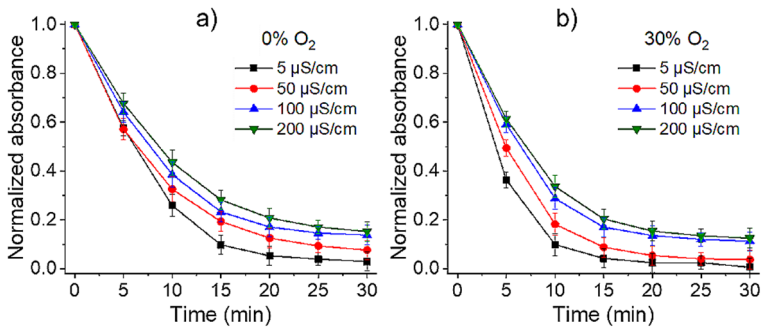 a)
0% O₂
5 µS/cm
50 µS/cm
100 µS/cm
200 µS/cm
Normalized absorbance
1.0
0.8
0.6
0.4
0.2
0.0
0 5 10 15 20 25 30
Time (min)
b)
30% O₂
5 µS/cm
50 µS/cm
100 µS/cm
200 µS/cm
Normalized absorbance
1.0
0.8
0.6
0.4
0.2
0.0
0 5 10 15 20 25 30
Time (min)